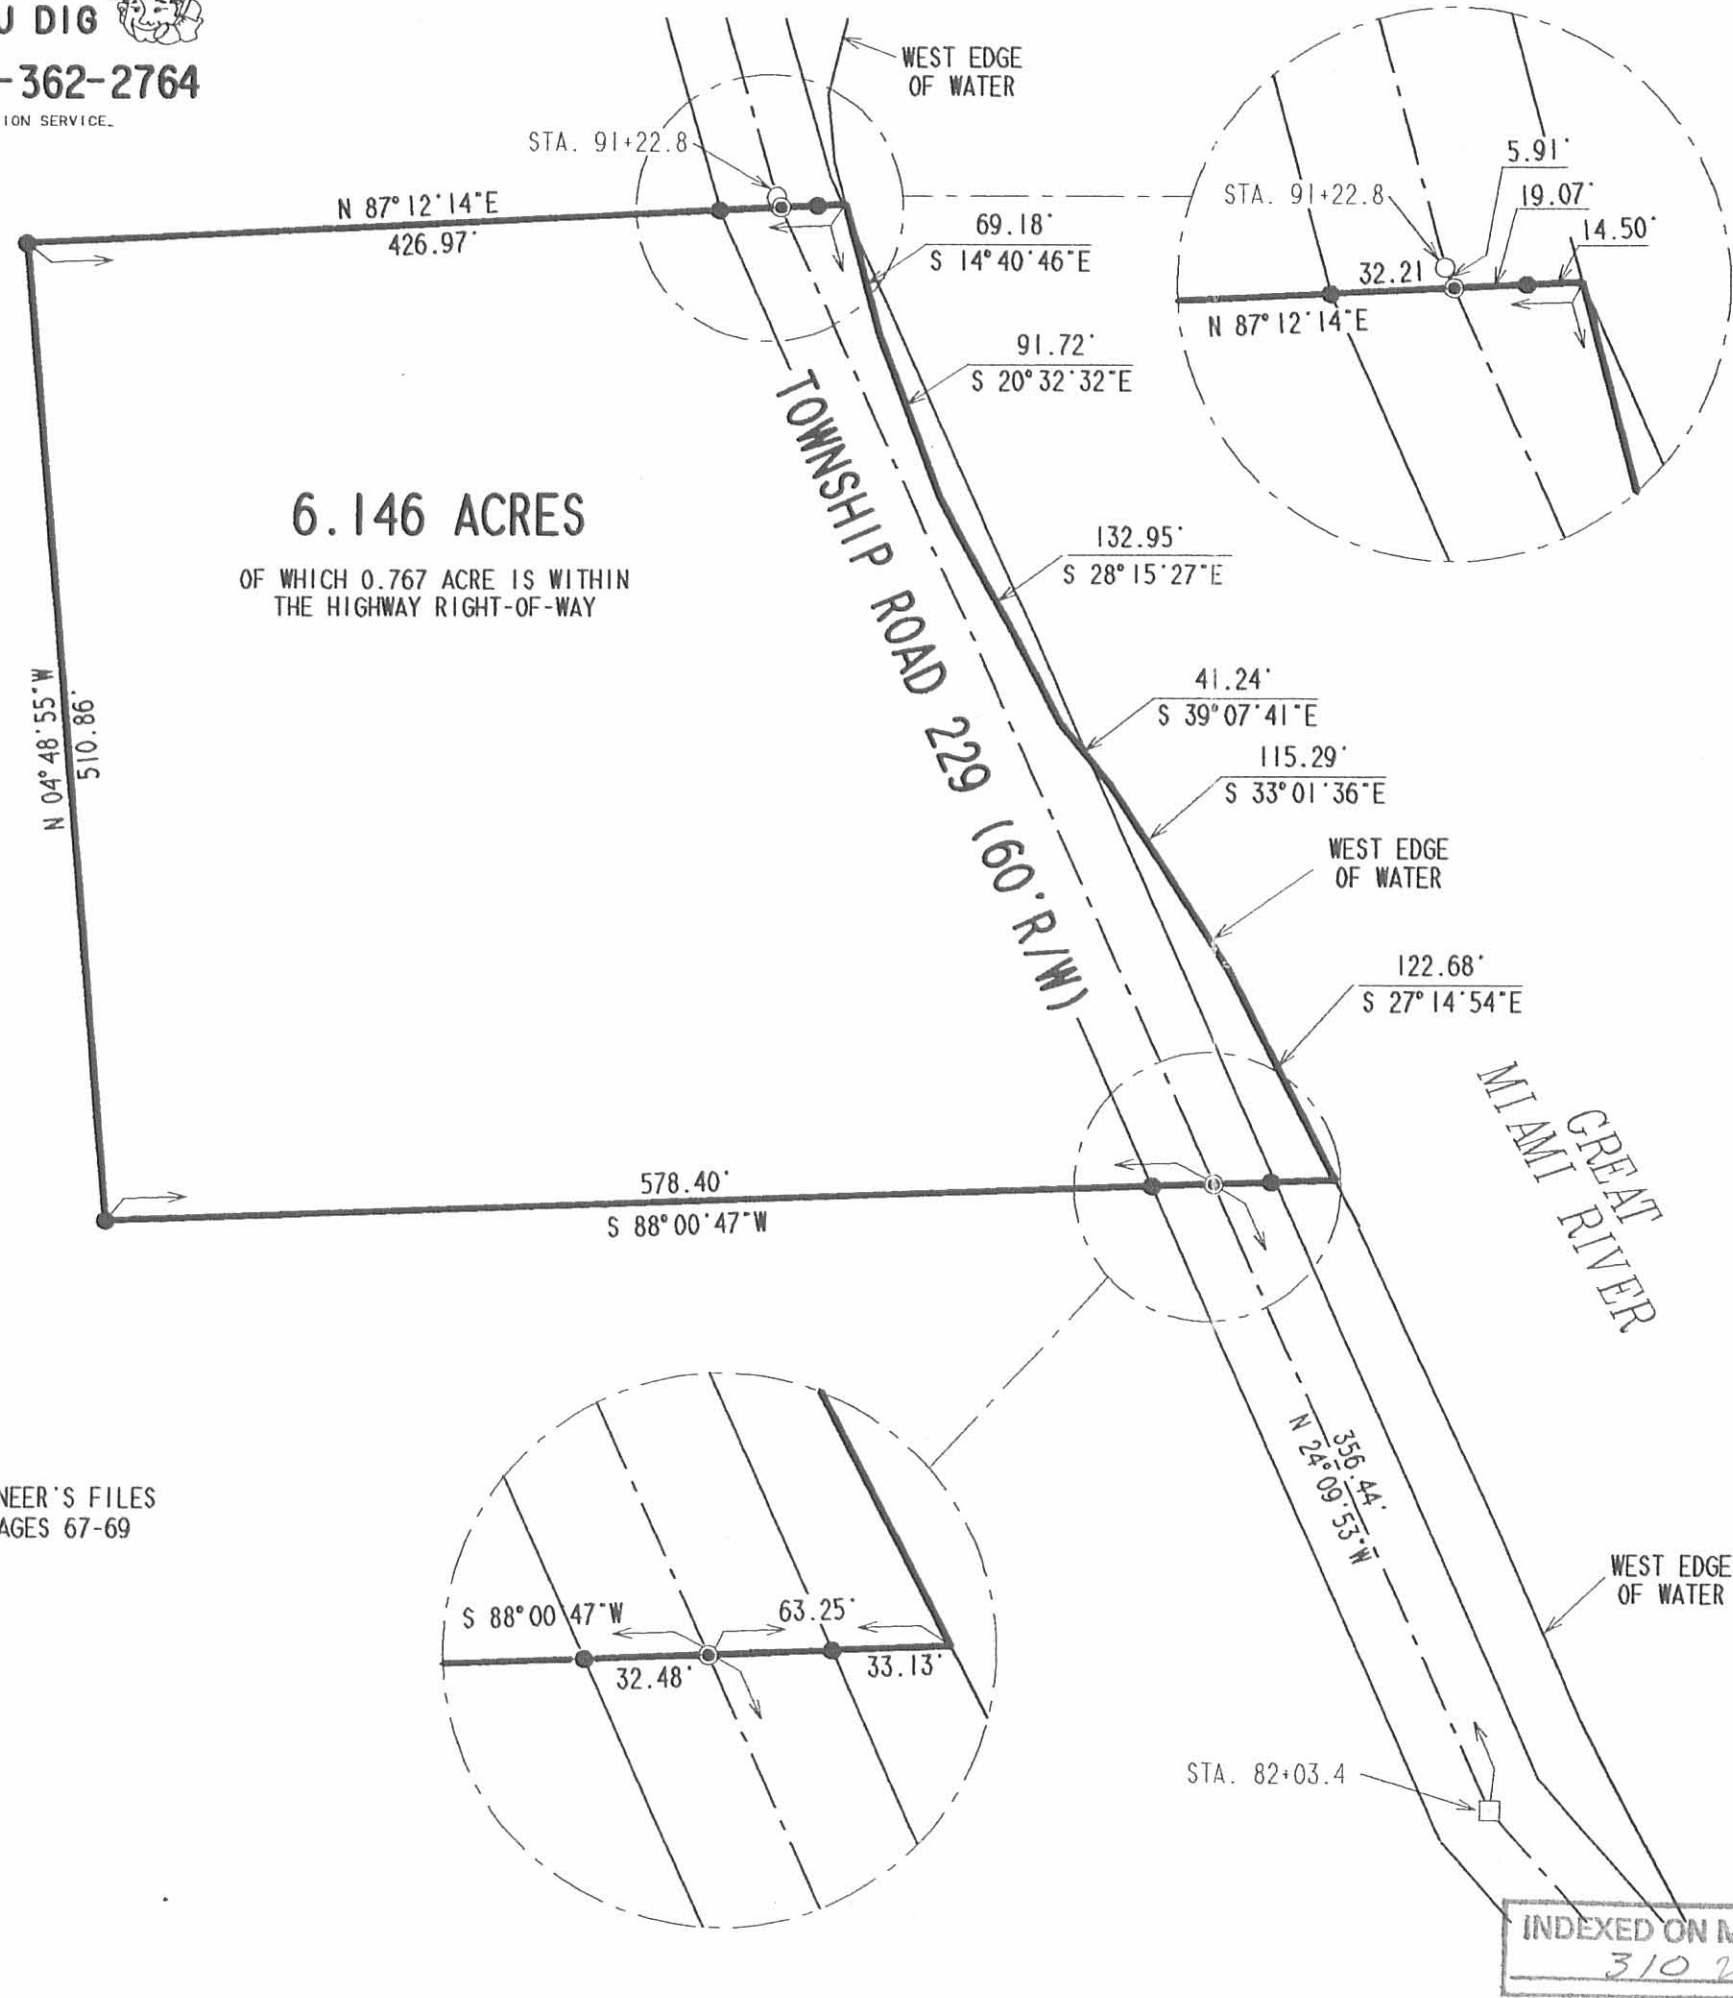 U DIG
-362-2764
ION SERVICE.
WEST EDGE
OF WATER
STA. 91+22.8
N 87°12'14"E
426.97'
69.18'
S 14°40'46"E
5.91'
STA. 91+22.8
19.07'
14.50'
32.21
N 87°12'14"E
91.72'
S 20°32'32"E
6.146 ACRES
OF WHICH 0.767 ACRE IS WITHIN
THE HIGHWAY RIGHT-OF-WAY
TOWNSHIP ROAD 229 (60'R/W)
132.95'
S 28°15'27"E
N 04°48'55"W
510.86'
41.24'
S 39°07'41"E
115.29'
S 33°01'36"E
WEST EDGE
OF WATER
122.68'
S 27°14'54"E
GREAT
MIAMI RIVER
578.40'
S 88°00'47"W
356.44'
N 24°09'53"W
NEER'S FILES
AGES 67-69
S 88°00'47"W
63.25'
32.48'
33.13'
WEST EDGE
OF WATER
STA. 82+03.4
INDEXED ON
310